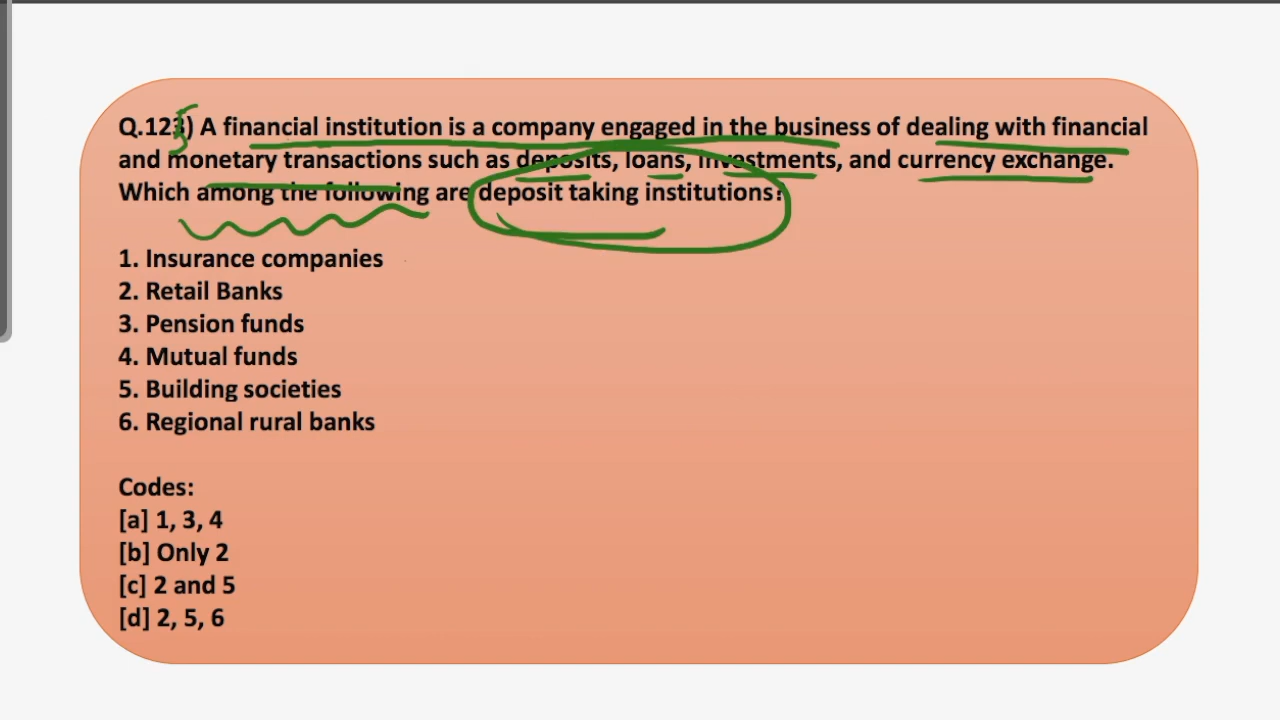 Q.123) A financial institution is a company engaged in the business of dealing with financial
and monetary transactions such as deposits, loans, investments, and currency exchange.
Which among the following are deposit taking institutions?
1. Insurance companies
2. Retail Banks
3. Pension funds
4. Mutual funds
5. Building societies
6. Regional rural banks
Codes:
[a] 1, 3, 4
[b] Only 2
[c] 2 and 5
[d] 2, 5, 6